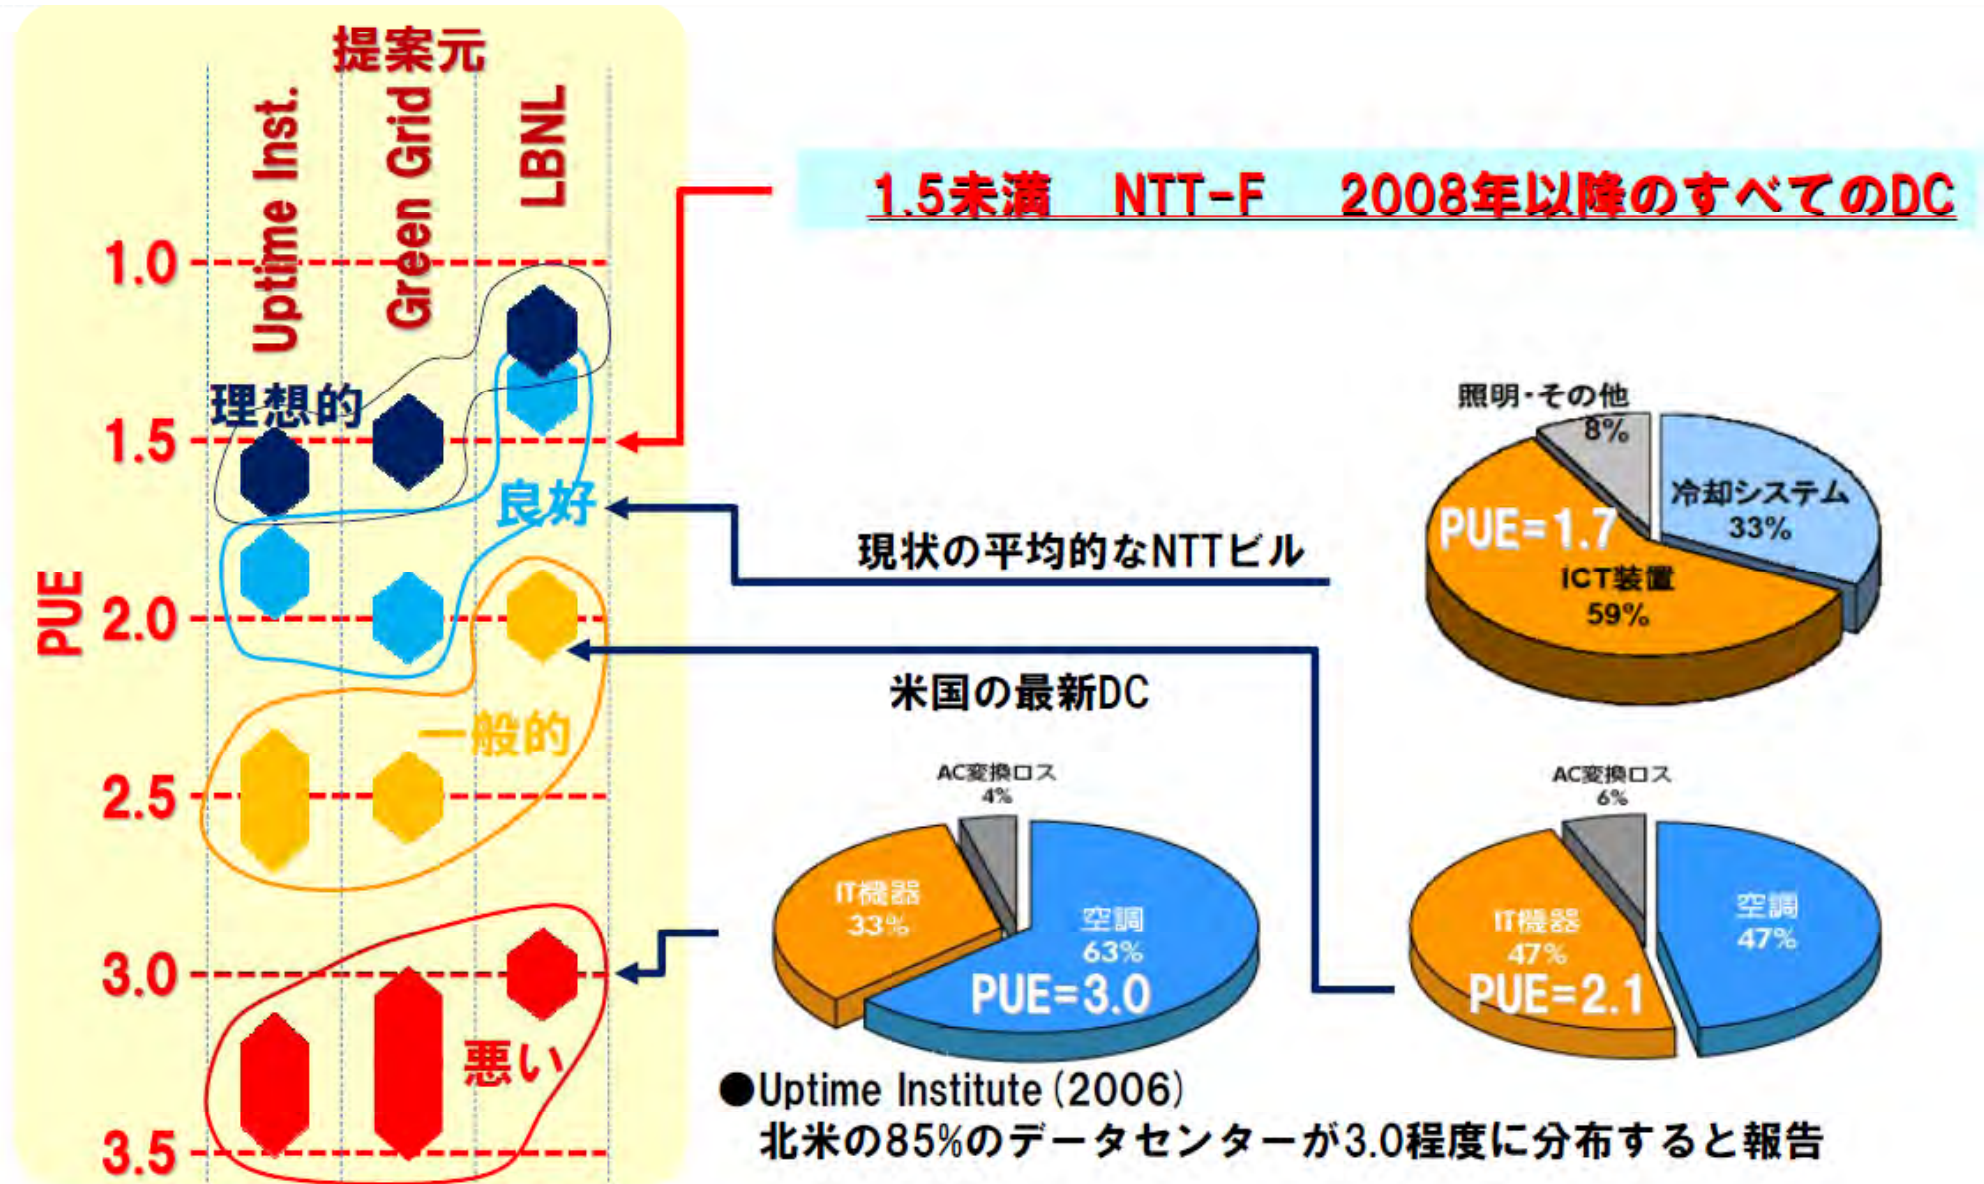 提案元
Uptime Inst.
Green Grid
LBNL
PUE
1.0
1.5
2.0
2.5
3.0
3.5
理想的
良好
一般的
悪い
1.5未満 NTT-F 2008年以降のすべてのDC
現状の平均的なNTTビル
照明・その他
8%
冷却システム
33%
PUE=1.7
ICT装置
59%
米国の最新DC
AC変換ロス
4%
IT機器
33%
空調
63%
PUE=3.0
AC変換ロス
6%
IT機器
47%
空調
47%
PUE=2.1
●Uptime Institute (2006)
北米の85%のデータセンターが3.0程度に分布すると報告